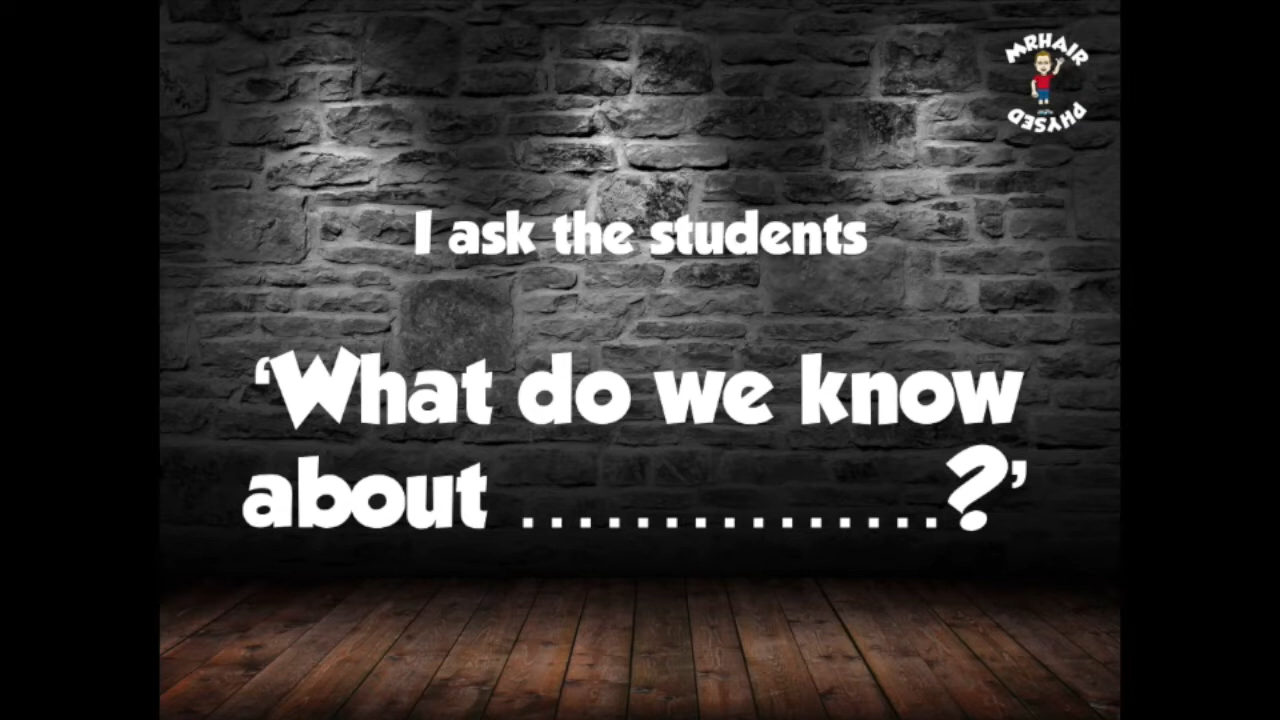 MRHAIR
PHYSED
I ask the students
‘What do we know
about ...............?’